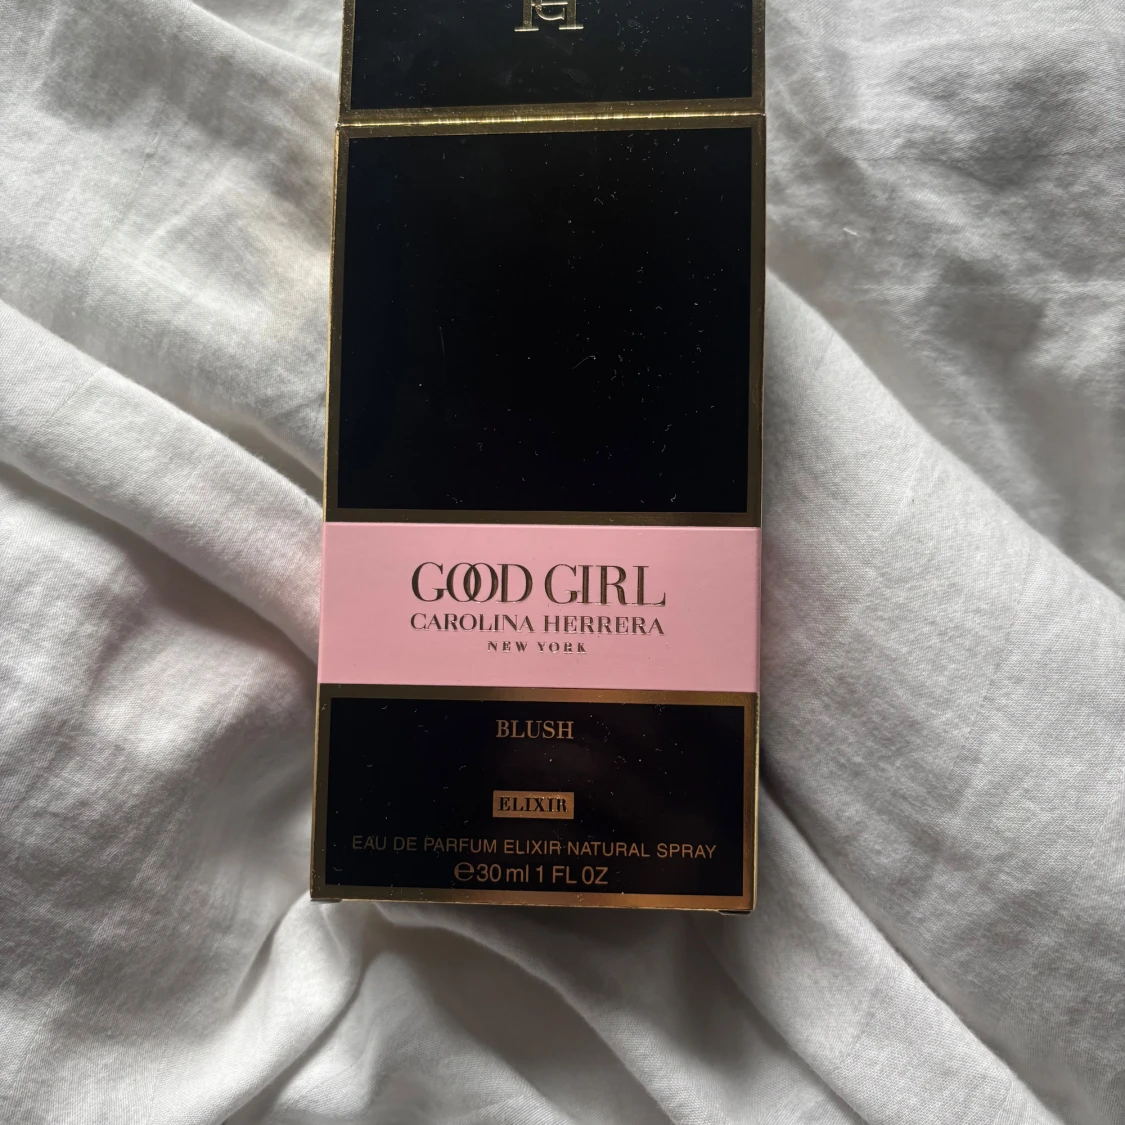 GOOD GIRL
CAROLINA HERRERA
NEW YORK
BLUSH
ELIXIR
EAU DE PARFUM ELIXIR NATURAL SPRAY
℮30 ml 1 FL OZ